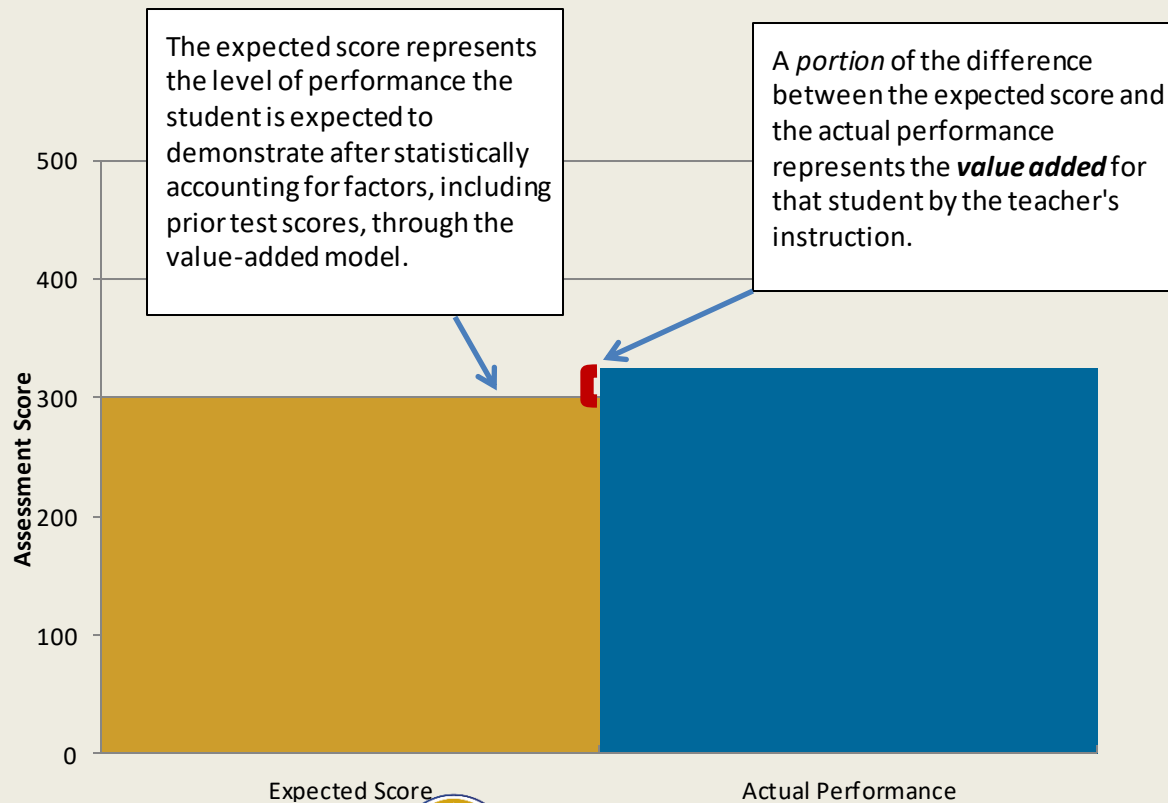 The expected score represents
the level of performance the
student is expected to
demonstrate after statistically
accounting for factors, including
prior test scores, through the
value-added model.
A portion of the difference
between the expected score and
the actual performance
represents the value added for
that student by the teacher's
instruction.
500
400
300
200
100
0
Assessment Score
Expected Score
Actual Performance